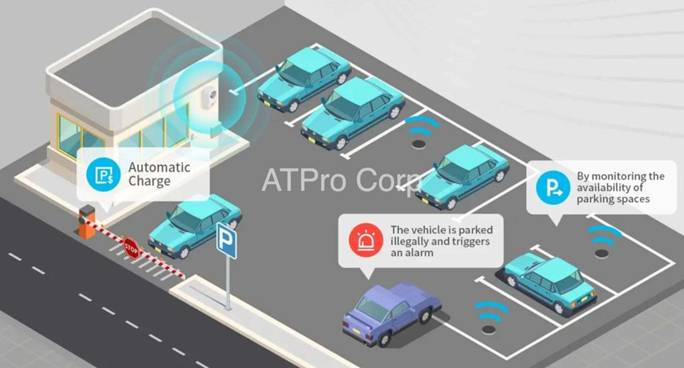 Automatic
Charge
ATPro Corp
By monitoring the
availability of
parking spaces
The vehicle is parked
illegally and triggers
an alarm
STOP
P
P
P